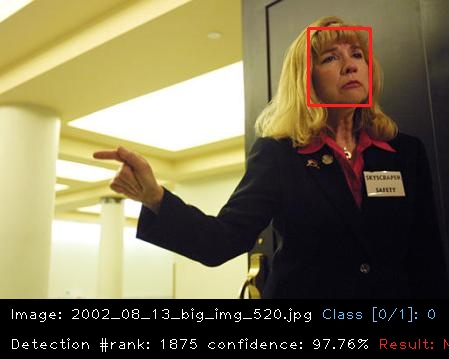 SKYSCRAPER
SAFETY
Image: 2002_08_13_big_img_520.jpg Class [0/1]: 0
Detection #rank: 1875 confidence: 97.76% Result: